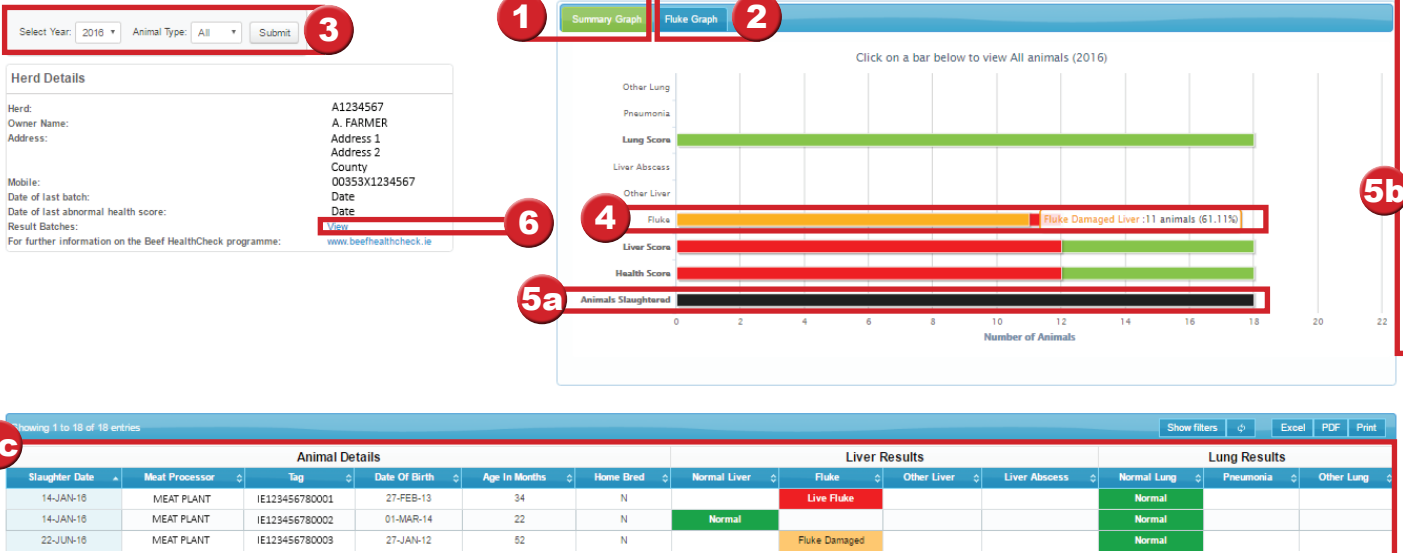 Select Year: 2016 Animal Type: All Submit
3
Herd Details
Herd: A1234567
Owner Name: A. FARMER
Address: Address 1
Address 2
County
Mobile: 00353X1234567
Date of last batch: Date
Date of last abnormal health score: Date
Result Batches: View
6
For further information on the Beef HealthCheck programme: www.beefhealthcheck.ie
1
Summary Graph
Fluke Graph
2
Click on a bar below to view All animals (2016)
Other Lung
Pneumonia
Lung Score
Liver Abscess
Other Liver
5b
4
Fluke
Fluke Damaged Liver :11 animals (61.11%)
Liver Score
Health Score
5a
Animals Slaughtered
0 2 4 6 8 10 12 14 16 18 20 22
Number of Animals
Showing 1 to 18 of 18 entries
Show filters Excel PDF Print
c
Animal Details Liver Results Lung Results
Slaughter Date Meat Processor Tag Date Of Birth Age In Months Home Bred Normal Liver Fluke Other Liver Liver Abscess Normal Lung Pneumonia Other Lung
14-JAN-16 MEAT PLANT IE123456780001 27-FEB-13 34 N Live Fluke Normal
14-JAN-16 MEAT PLANT IE123456780002 01-MAR-14 22 N Normal Normal
22-JUN-16 MEAT PLANT IE123456780003 27-JAN-12 52 N Fluke Damaged Normal